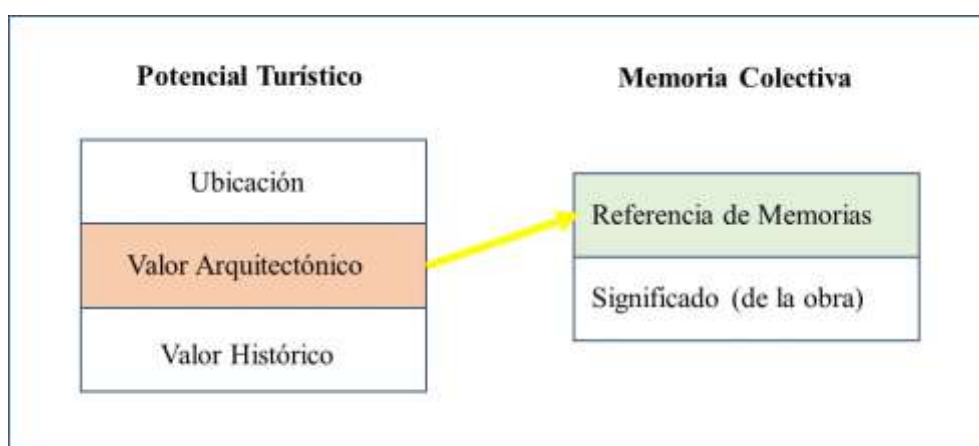 Potencial Turístico
Ubicación
Valor Arquitectónico
Valor Histórico
Memoria Colectiva
Referencia de Memorias
Significado (de la obra)